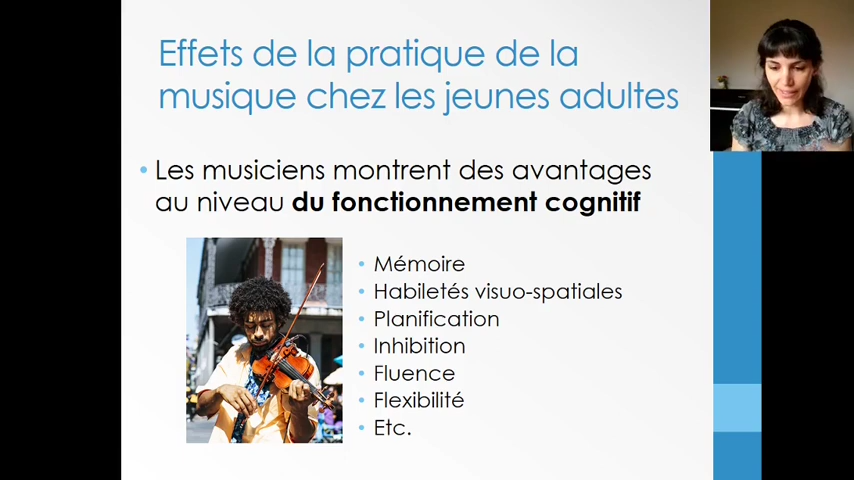 Effets de la pratique de la
musique chez les jeunes adultes
• Les musiciens montrent des avantages
au niveau du fonctionnement cognitif
• Mémoire
• Habiletés visuo-spatiales
• Planification
• Inhibition
• Fluence
• Flexibilité
• Etc.